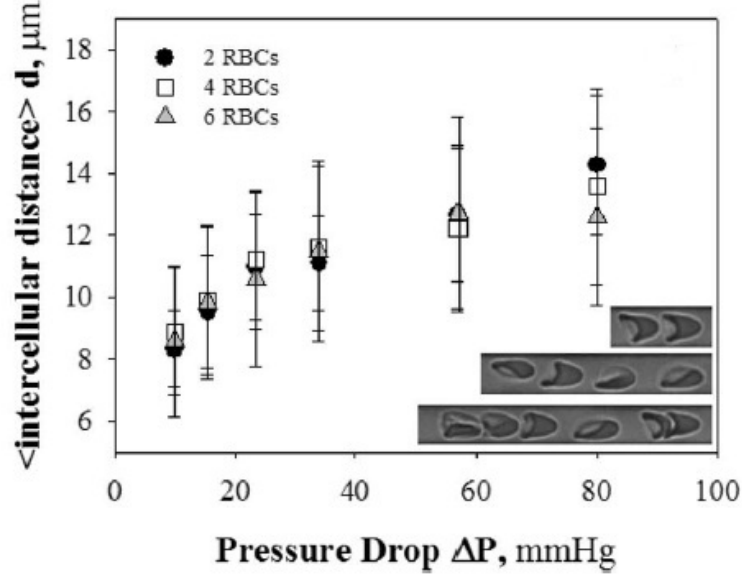 <intercellular distance> d, µm
18
16
14
12
10
8
6
2 RBCs
4 RBCs
6 RBCs
0 20 40 60 80 100
Pressure Drop ΔP, mmHg